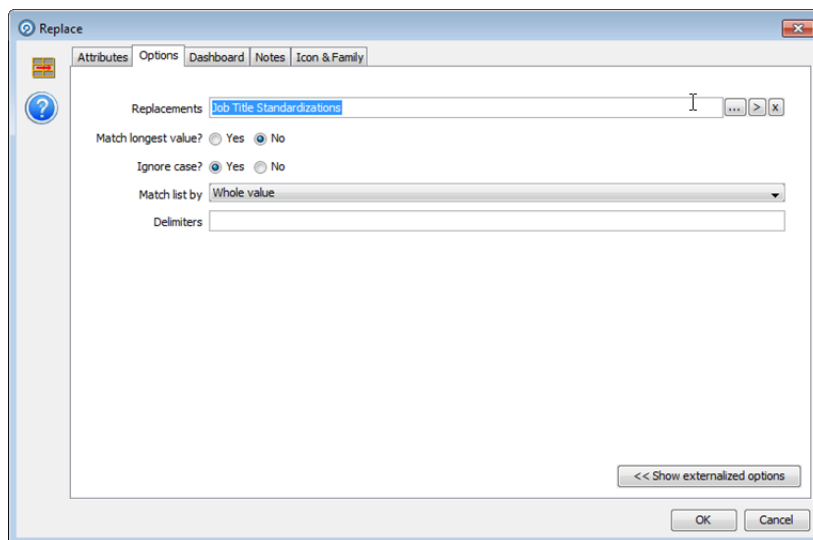 Replace
Attributes Options Dashboard Notes Icon & Family
Replacements Job Title Standardizations ... > x
Match longest value? Yes No
Ignore case? Yes No
Match list by Whole value
Delimiters
<< Show externalized options
OK Cancel